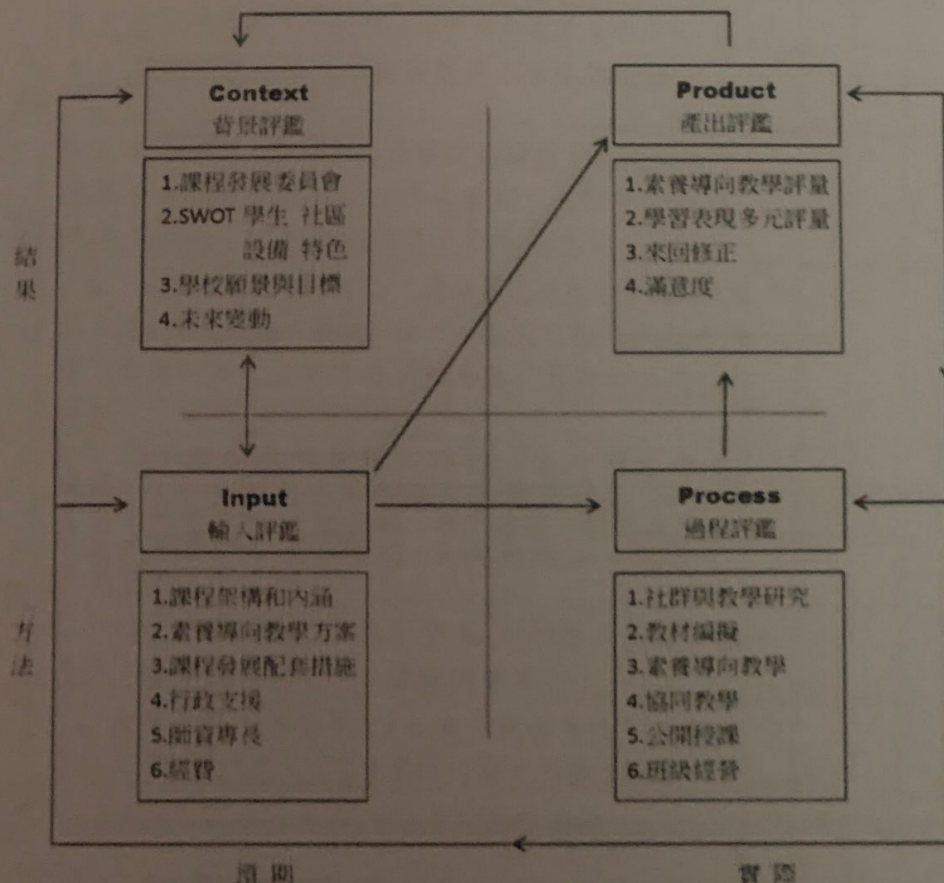 Context
背景評鑑
1.課程發展委員會
2.SWOT 學生 社區
設備 特色
3.學校願景與目標
4.未來變動
Product
產出評鑑
1.素養導向教學評量
2.學習表現多元評量
3.來回修正
4.滿意度
結果
Input
輸入評鑑
1.課程架構和內涵
2.素養導向教學方案
3.課程發展配套措施
4.行政支援
5.師資專長
6.經費
Process
過程評鑑
1.社群與教學研究
2.教材編擬
3.素養導向教學
4.協同教學
5.公開授課
6.班級經營
方法
預期
實際